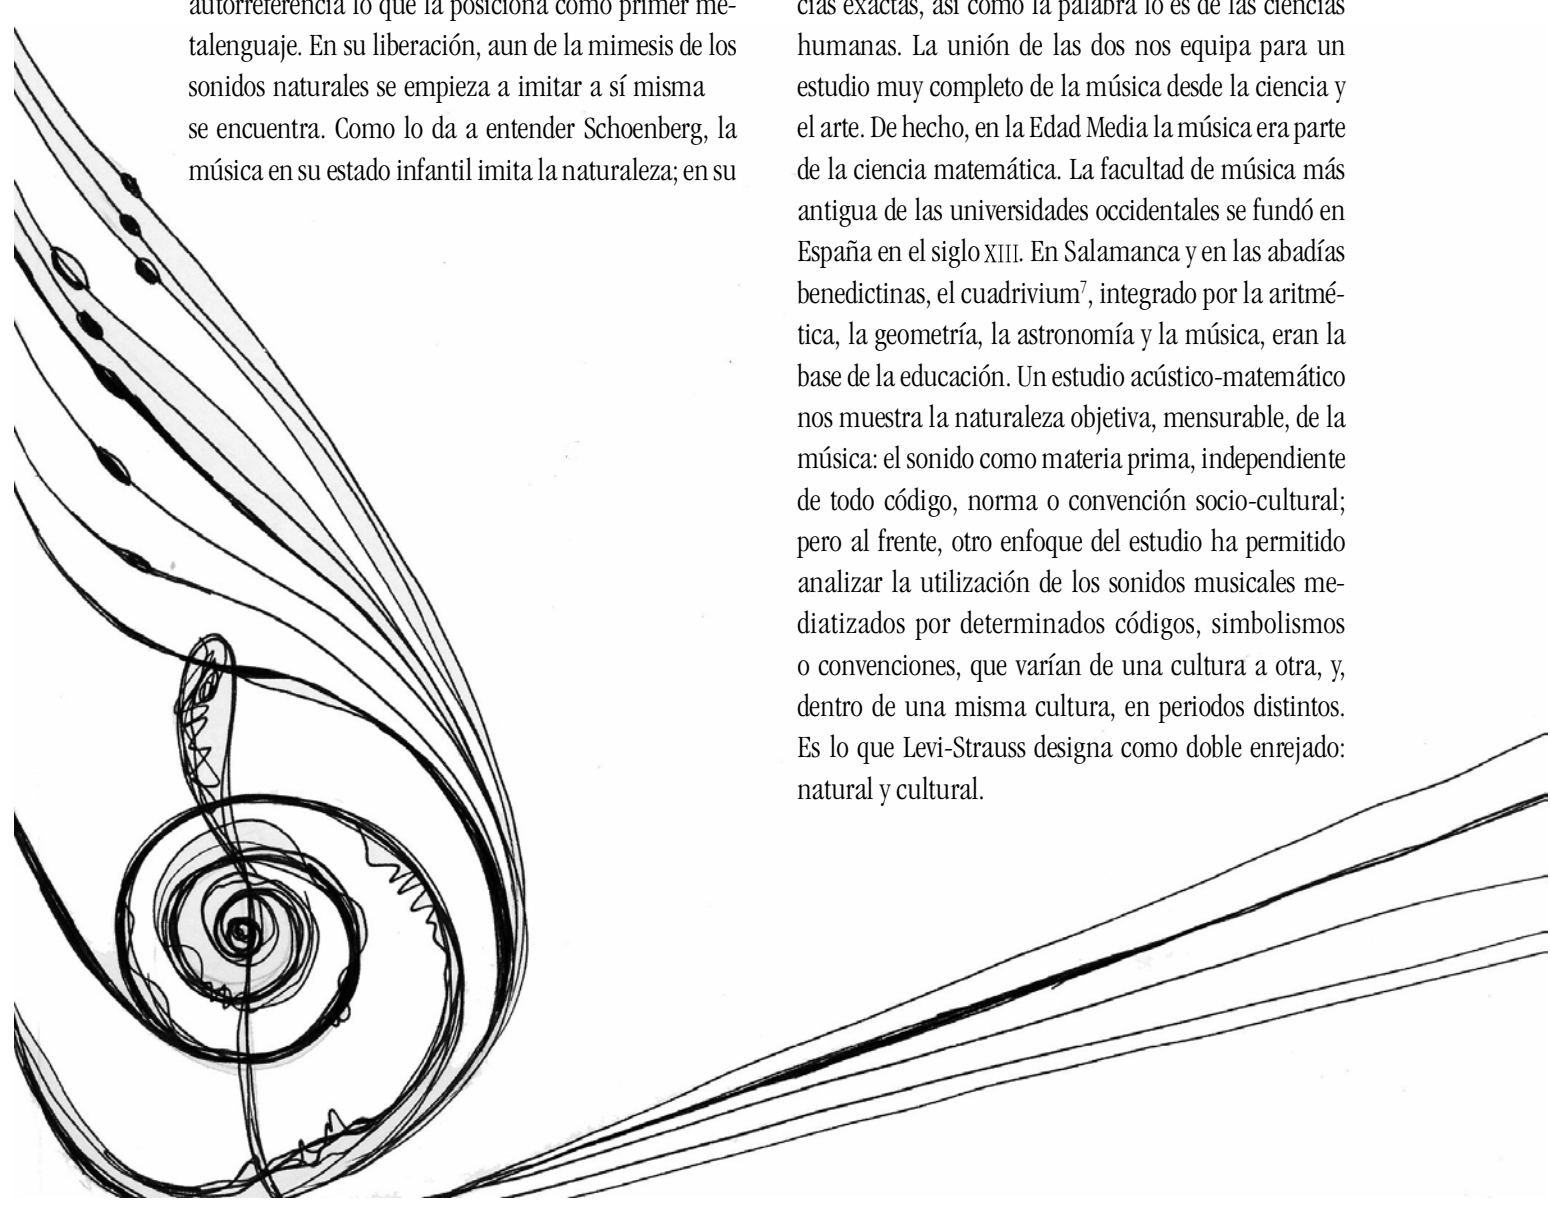 autorreferencia lo que la posiciona como primer me-
talenguaje. En su liberación, aun de la mimesis de los
sonidos naturales se empieza a imitar a sí misma
se encuentra. Como lo da a entender Schoenberg, la
música en su estado infantil imita la naturaleza; en su
cias exactas, así como la palabra lo es de las ciencias
humanas. La unión de las dos nos equipa para un
estudio muy completo de la música desde la ciencia y
el arte. De hecho, en la Edad Media la música era parte
de la ciencia matemática. La facultad de música más
antigua de las universidades occidentales se fundó en
España en el siglo XIII. En Salamanca y en las abadías
benedictinas, el cuadrivium⁷, integrado por la aritmé-
tica, la geometría, la astronomía y la música, eran la
base de la educación. Un estudio acústico-matemático
nos muestra la naturaleza objetiva, mensurable, de la
música: el sonido como materia prima, independiente
de todo código, norma o convención socio-cultural;
pero al frente, otro enfoque del estudio ha permitido
analizar la utilización de los sonidos musicales me-
diatizados por determinados códigos, simbolismos
o convenciones, que varían de una cultura a otra, y,
dentro de una misma cultura, en periodos distintos.
Es lo que Levi-Strauss designa como doble enrejado:
natural y cultural.